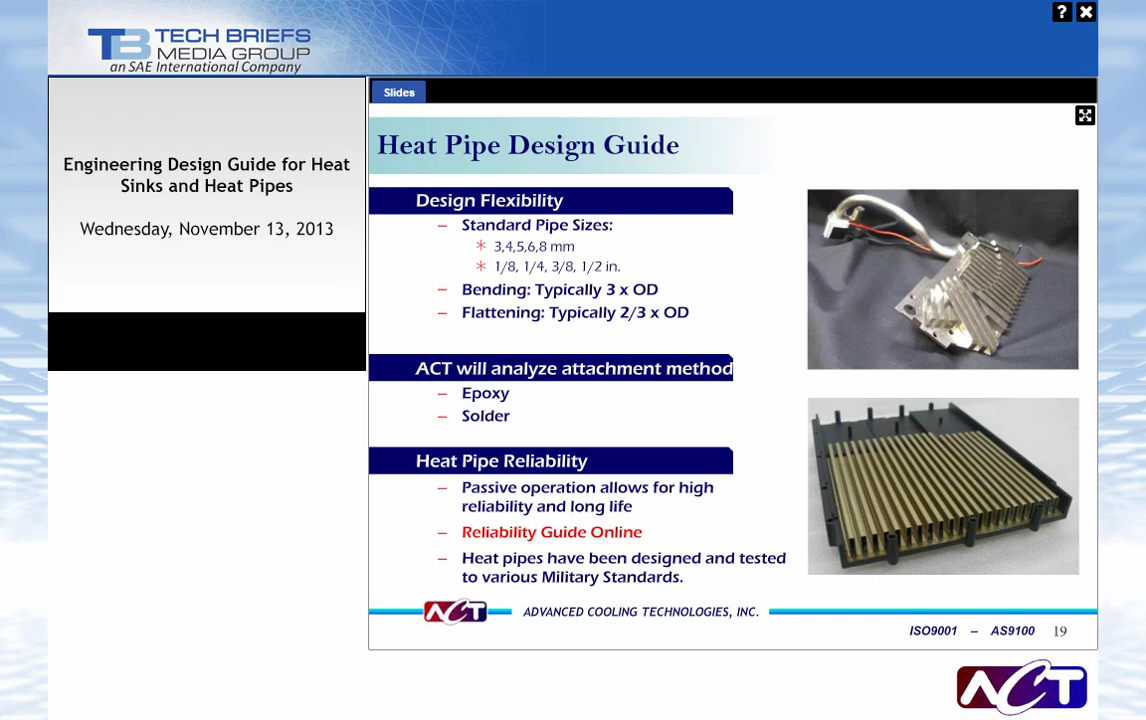 TB TECH BRIEFS
MEDIA GROUP
an SAE International Company
? ✖
Slides
Engineering Design Guide for Heat
Sinks and Heat Pipes
Wednesday, November 13, 2013
Heat Pipe Design Guide
Design Flexibility
– Standard Pipe Sizes:
* 3,4,5,6,8 mm
* 1/8, 1/4, 3/8, 1/2 in.
– Bending: Typically 3 x OD
– Flattening: Typically 2/3 x OD
ACT will analyze attachment method
– Epoxy
– Solder
Heat Pipe Reliability
– Passive operation allows for high
reliability and long life
– Reliability Guide Online
– Heat pipes have been designed and tested
to various Military Standards.
ACT ADVANCED COOLING TECHNOLOGIES, INC.
ISO9001 – AS9100 19
ACT